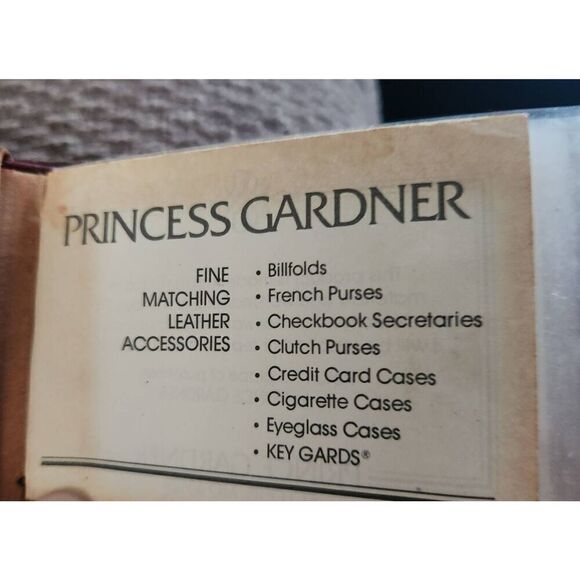 PRINCESS GARDNER
FINE
MATCHING
LEATHER
ACCESSORIES
• Billfolds
• French Purses
• Checkbook Secretaries
• Clutch Purses
• Credit Card Cases
• Cigarette Cases
• Eyeglass Cases
• KEY GARDS®